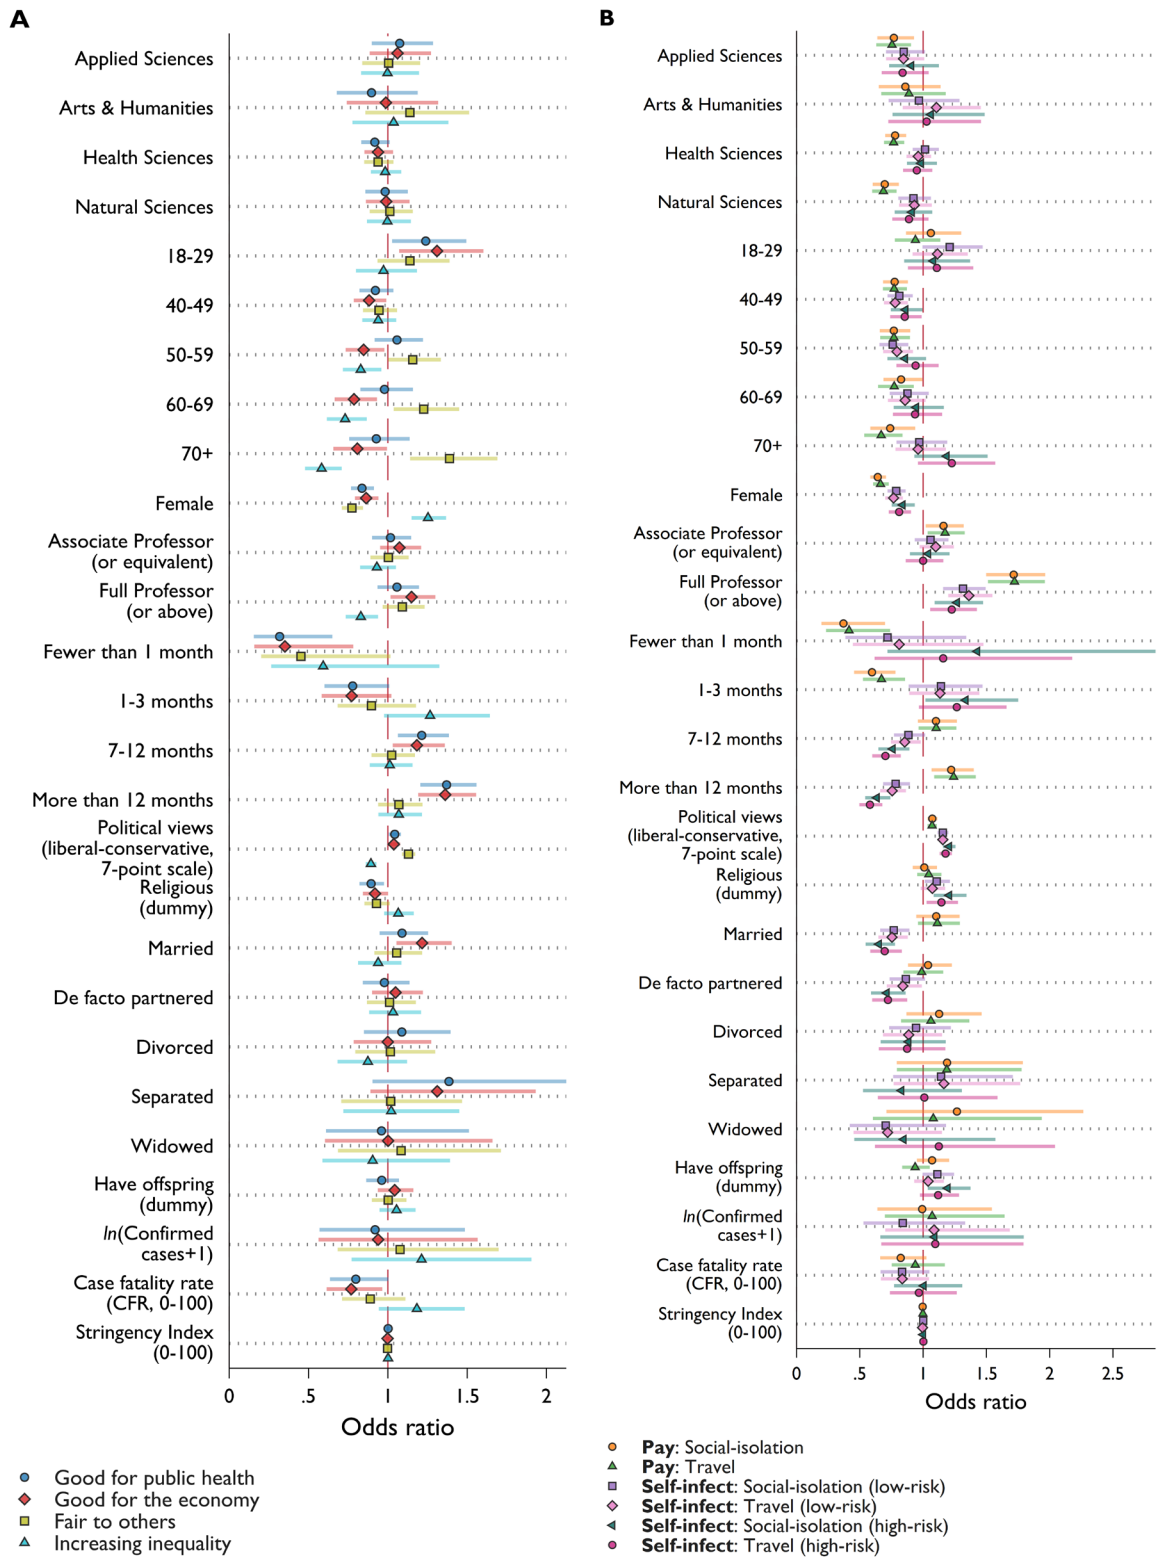 A
Applied Sciences
Arts & Humanities
Health Sciences
Natural Sciences
18-29
40-49
50-59
60-69
70+
Female
Associate Professor
(or equivalent)
Full Professor
(or above)
Fewer than 1 month
1-3 months
7-12 months
More than 12 months
Political views
(liberal-conservative,
7-point scale)
Religious
(dummy)
Married
De facto partnered
Divorced
Separated
Widowed
Have offspring
(dummy)
ln(Confirmed
cases+1)
Case fatality rate
(CFR, 0-100)
Stringency Index
(0-100)
0 .5 1 1.5 2
Odds ratio
Good for public health
Good for the economy
Fair to others
Increasing inequality
B
Applied Sciences
Arts & Humanities
Health Sciences
Natural Sciences
18-29
40-49
50-59
60-69
70+
Female
Associate Professor
(or equivalent)
Full Professor
(or above)
Fewer than 1 month
1-3 months
7-12 months
More than 12 months
Political views
(liberal-conservative,
7-point scale)
Religious
(dummy)
Married
De facto partnered
Divorced
Separated
Widowed
Have offspring
(dummy)
ln(Confirmed
cases+1)
Case fatality rate
(CFR, 0-100)
Stringency Index
(0-100)
0 .5 1 1.5 2 2.5
Odds ratio
Pay: Social-isolation
Pay: Travel
Self-infect: Social-isolation (low-risk)
Self-infect: Travel (low-risk)
Self-infect: Social-isolation (high-risk)
Self-infect: Travel (high-risk)